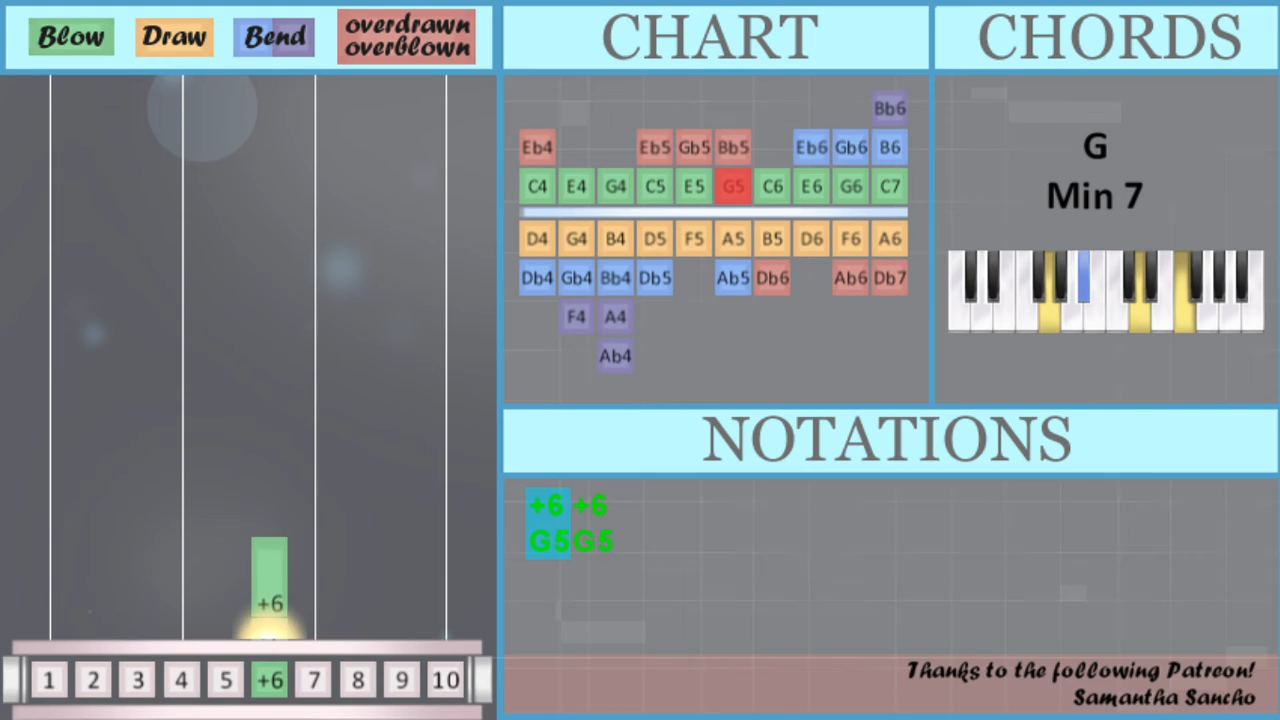 Blow Draw Bend overdrawn
overblown
CHART
CHORDS
Bb6
Eb4 Eb5 Gb5 Bb5 Eb6 Gb6 B6
C4 E4 G4 C5 E5 G5 C6 E6 G6 C7
D4 G4 B4 D5 F5 A5 B5 D6 F6 A6
Db4 Gb4 Bb4 Db5 Ab5 Db6 Ab6 Db7
F4 A4
Ab4
G
Min 7
NOTATIONS
+6 +6
G5 G5
+6
1 2 3 4 5 +6 7 8 9 10
Thanks to the following Patreon!
Samantha Sancho